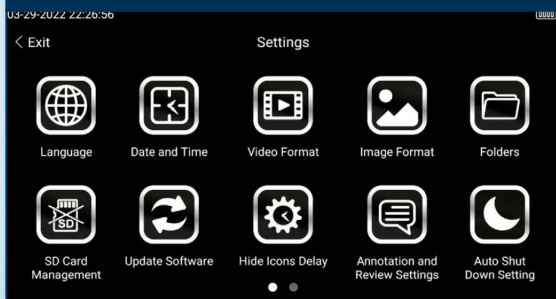 03-29-2022 22:26:56
< Exit
Settings
Language
Date and Time
Video Format
Image Format
Folders
SD
SD Card
Management
Update Software
Hide Icons Delay
Annotation and
Review Settings
Auto Shut
Down Setting